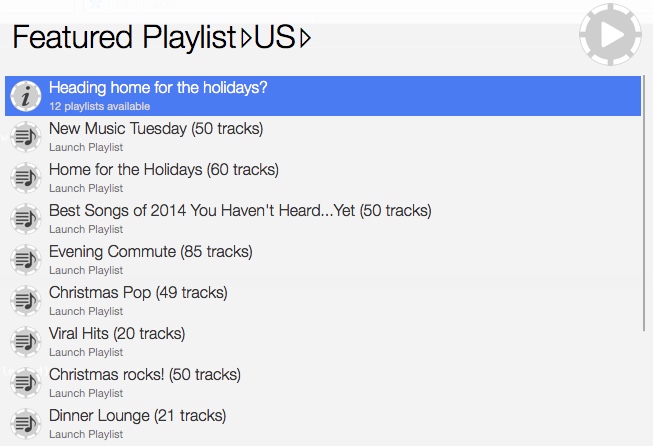 Featured Playlist▷US▷
Heading home for the holidays?
12 playlists available
New Music Tuesday (50 tracks)
Launch Playlist
Home for the Holidays (60 tracks)
Launch Playlist
Best Songs of 2014 You Haven't Heard...Yet (50 tracks)
Launch Playlist
Evening Commute (85 tracks)
Launch Playlist
Christmas Pop (49 tracks)
Launch Playlist
Viral Hits (20 tracks)
Launch Playlist
Christmas rocks! (50 tracks)
Launch Playlist
Dinner Lounge (21 tracks)
Launch Playlist